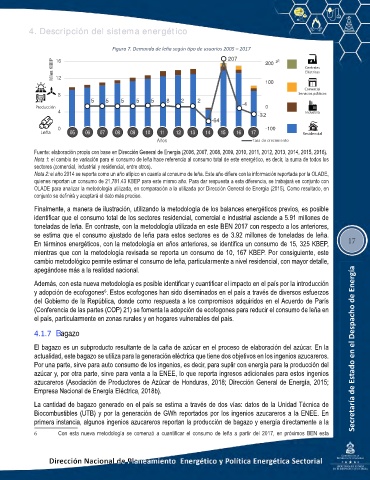 4. Descripción del sistema energético
Figura 7. Demanda de leña según tipo de usuarios 2005 – 2017
Miles KBEP
16
12
8
4
0
207
200
100
0
-100
5 5 5 5 5 8 2 2
-54
-4
-3.2
05 06 07 08 09 10 11 12 13 14 15 16 17
Años
Tasa de crecimiento
Producción
Leña
Centrales Eléctricas
Comercio
Servicios públicos
Industria
Residencial
Fuente: elaboración propia con base en Dirección General de Energía (2006, 2007, 2008, 2009, 2010, 2011, 2012, 2013, 2014, 2015, 2016).
Nota 1: el cambio de variación para el consumo de leña hace referencia al consumo total de este energético, es decir, la suma de todos los
sectores (comercial, industrial y residencial, entre otros).
Nota 2: el año 2014 se reporta como un año atípico en cuanto al consumo de leña. Este año difiere con la información reportada por la OLADE,
quienes reportan un consumo de 21,781.43 KBEP para este mismo año. Para dar respuesta a esta diferencia, se trabajará en conjunto con
OLADE para analizar la metodología utilizada, en comparación a la utilizada por Dirección General de Energía (2015). Como resultado, en
conjunto se definirá y aceptará el dato más preciso.
Finalmente, a manera de ilustración, utilizando la metodología de los balances energéticos previos, es posible
identificar que el consumo total de los sectores residencial, comercial e industrial asciende a 5.91 millones de
toneladas de leña. En contraste, con la metodología utilizada en este BEN 2017 con respecto a los anteriores,
se estima que el consumo ajustado de leña para estos sectores es de 3.92 millones de toneladas de leña.
En términos energéticos, con la metodología en años anteriores, se identifica un consumo de 15, 325 KBEP,
mientras que con la metodología revisada se reporta un consumo de 10, 167 KBEP. Por consiguiente, este
cambio metodológico permite estimar el consumo de leña, particularmente a nivel residencial, con mayor detalle,
apegándose más a la realidad nacional.
Además, con esta nueva metodología es posible identificar y cuantificar el impacto en el país por la introducción
y adopción de ecofogones6. Estos ecofogones han sido diseminados en el país a través de diversos esfuerzos
del Gobierno de la República, donde como respuesta a los compromisos adquiridos en el Acuerdo de París
(Conferencia de las partes (COP) 21) se fomenta la adopción de ecofogones para reducir el consumo de leña en
el país, particularmente en zonas rurales y en hogares vulnerables del país.
4.1.7 Bagazo
El bagazo es un subproducto resultante de la caña de azúcar en el proceso de elaboración del azúcar. En la
actualidad, este bagazo se utiliza para la generación eléctrica que tiene dos objetivos en los ingenios azucareros.
Por una parte, sirve para auto consumo de los ingenios, es decir, para suplir con energía para la producción del
azúcar y, por otra parte, sirve para venta a la ENEE, lo que reporta ingresos adicionales para estos ingenios
azucareros (Asociación de Productores de Azúcar de Honduras, 2018; Dirección General de Energía, 2015;
Empresa Nacional de Energía Eléctrica, 2018b).
La cantidad de bagazo generado en el país se estima a través de dos vías: datos de la Unidad Técnica de
Biocombustibles (UTB) y por la generación de GWh reportados por los ingenios azucareros a la ENEE. En
primera instancia, algunos ingenios azucareros reportan la producción de bagazo y energía directamente a la
6 Con esta nueva metodología se comenzó a cuantificar el consumo de leña a partir del 2017, en próximos BEN esta
Dirección Nacional de Planeamiento Energético y Política Energética Sectorial
17
Secretaría de Estado en el Despacho de Energía